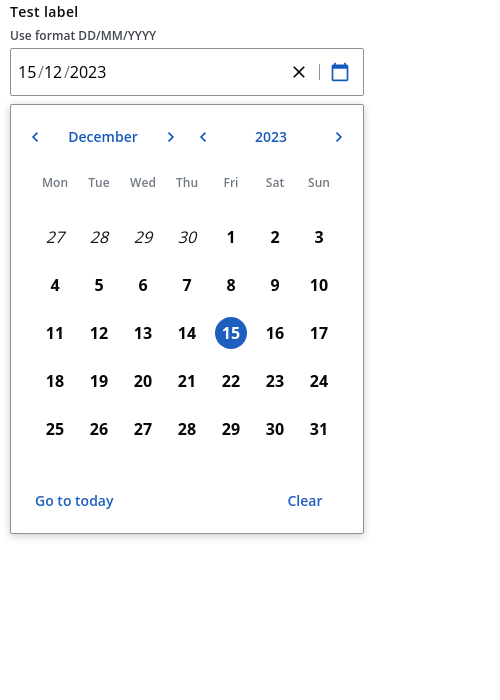 Test label
Use format DD/MM/YYYY
15/12/2023
December 2023
Mon Tue Wed Thu Fri Sat Sun
27 28 29 30 1 2 3
4 5 6 7 8 9 10
11 12 13 14 15 16 17
18 19 20 21 22 23 24
25 26 27 28 29 30 31
Go to today Clear